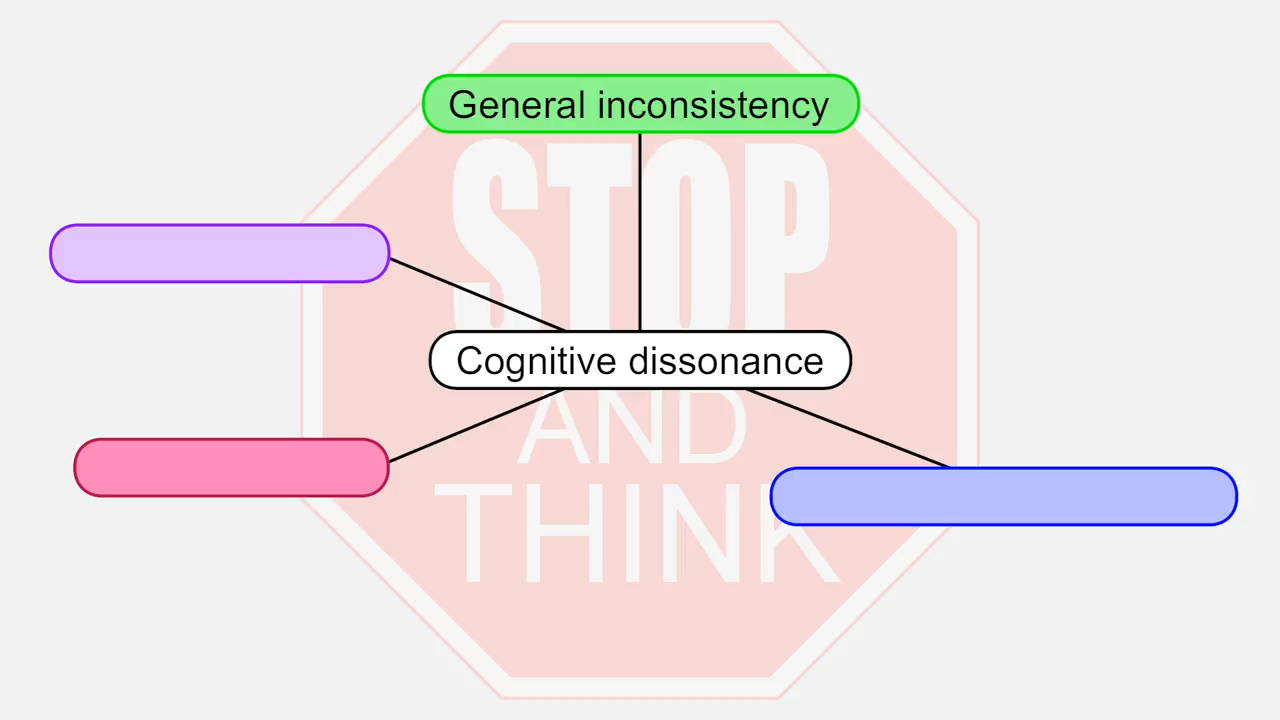 General inconsistency
STOP
Cognitive dissonance
AND
THINK